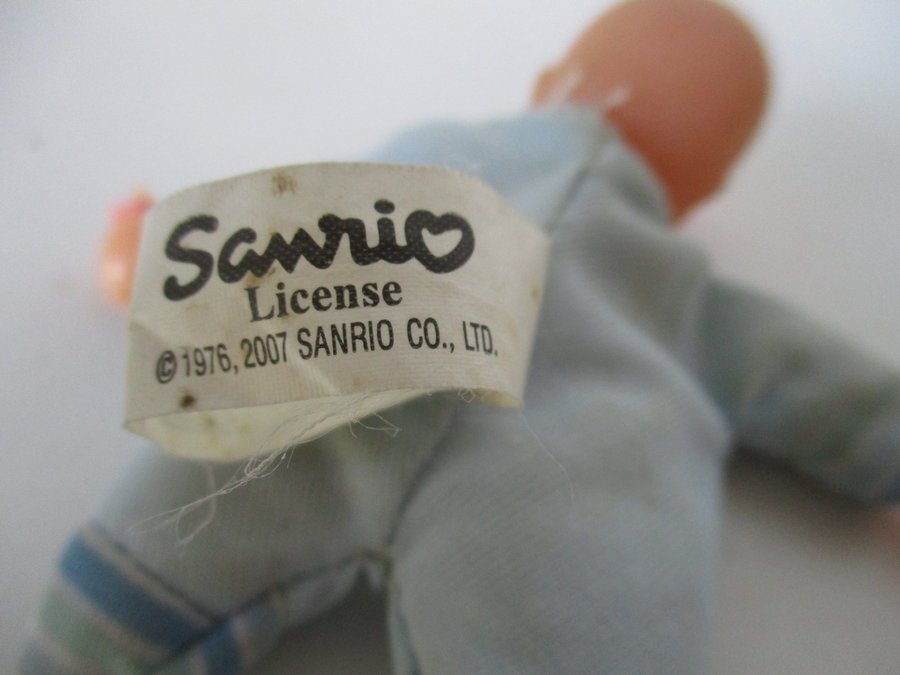 Sanrio
License
© 1976, 2007 SANRIO CO., LTD.